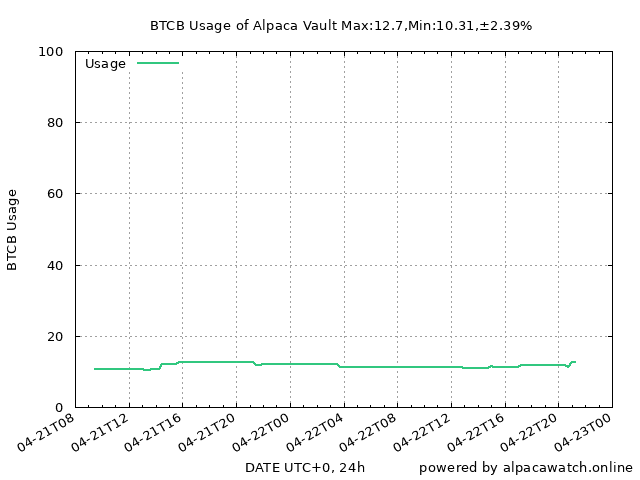 BTCB Usage of Alpaca Vault Max:12.7,Min:10.31,±2.39%
Usage
100
80
60
40
20
0
BTCB Usage
04-21T08
04-21T12
04-21T16
04-21T20
04-22T00
04-22T04
04-22T08
04-22T12
04-22T16
04-22T20
04-23T00
DATE UTC+0, 24h
powered by alpacawatch.online